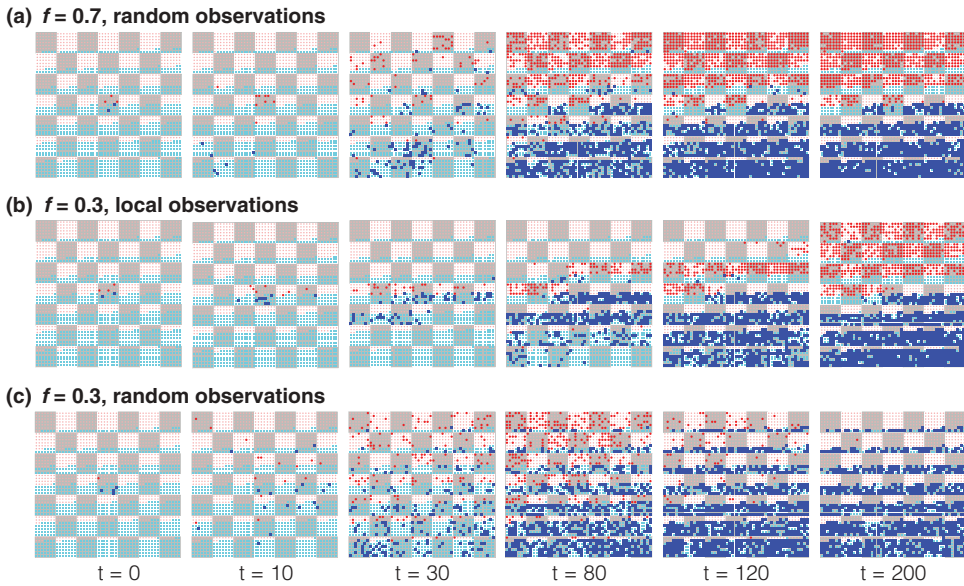 (a) f = 0.7, random observations
(b) f = 0.3, local observations
(c) f = 0.3, random observations
t = 0 t = 10 t = 30 t = 80 t = 120 t = 200